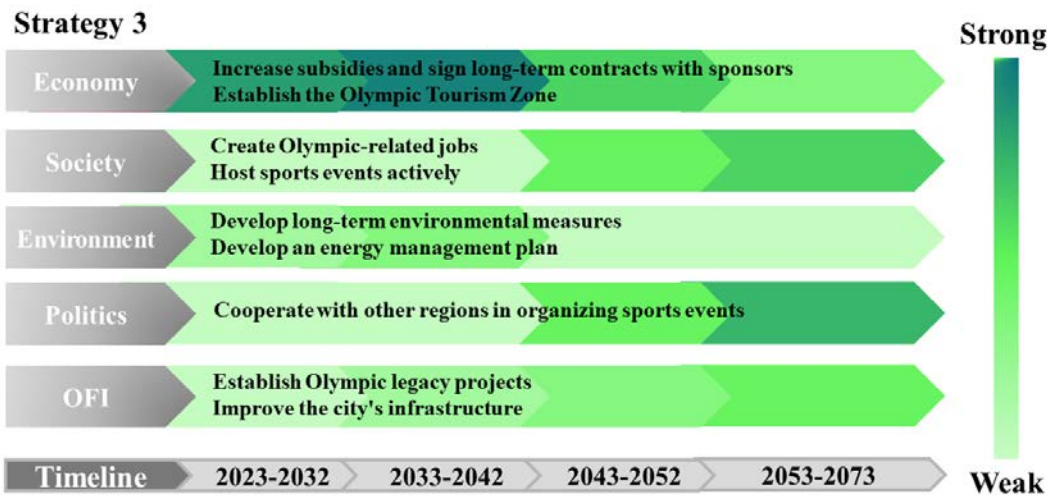 Strategy 3
Strong
Economy
Increase subsidies and sign long-term contracts with sponsors
Establish the Olympic Tourism Zone
Society
Create Olympic-related jobs
Host sports events actively
Environment
Develop long-term environmental measures
Develop an energy management plan
Politics
Cooperate with other regions in organizing sports events
OFI
Establish Olympic legacy projects
Improve the city's infrastructure
Timeline 2023-2032 2033-2042 2043-2052 2053-2073
Weak